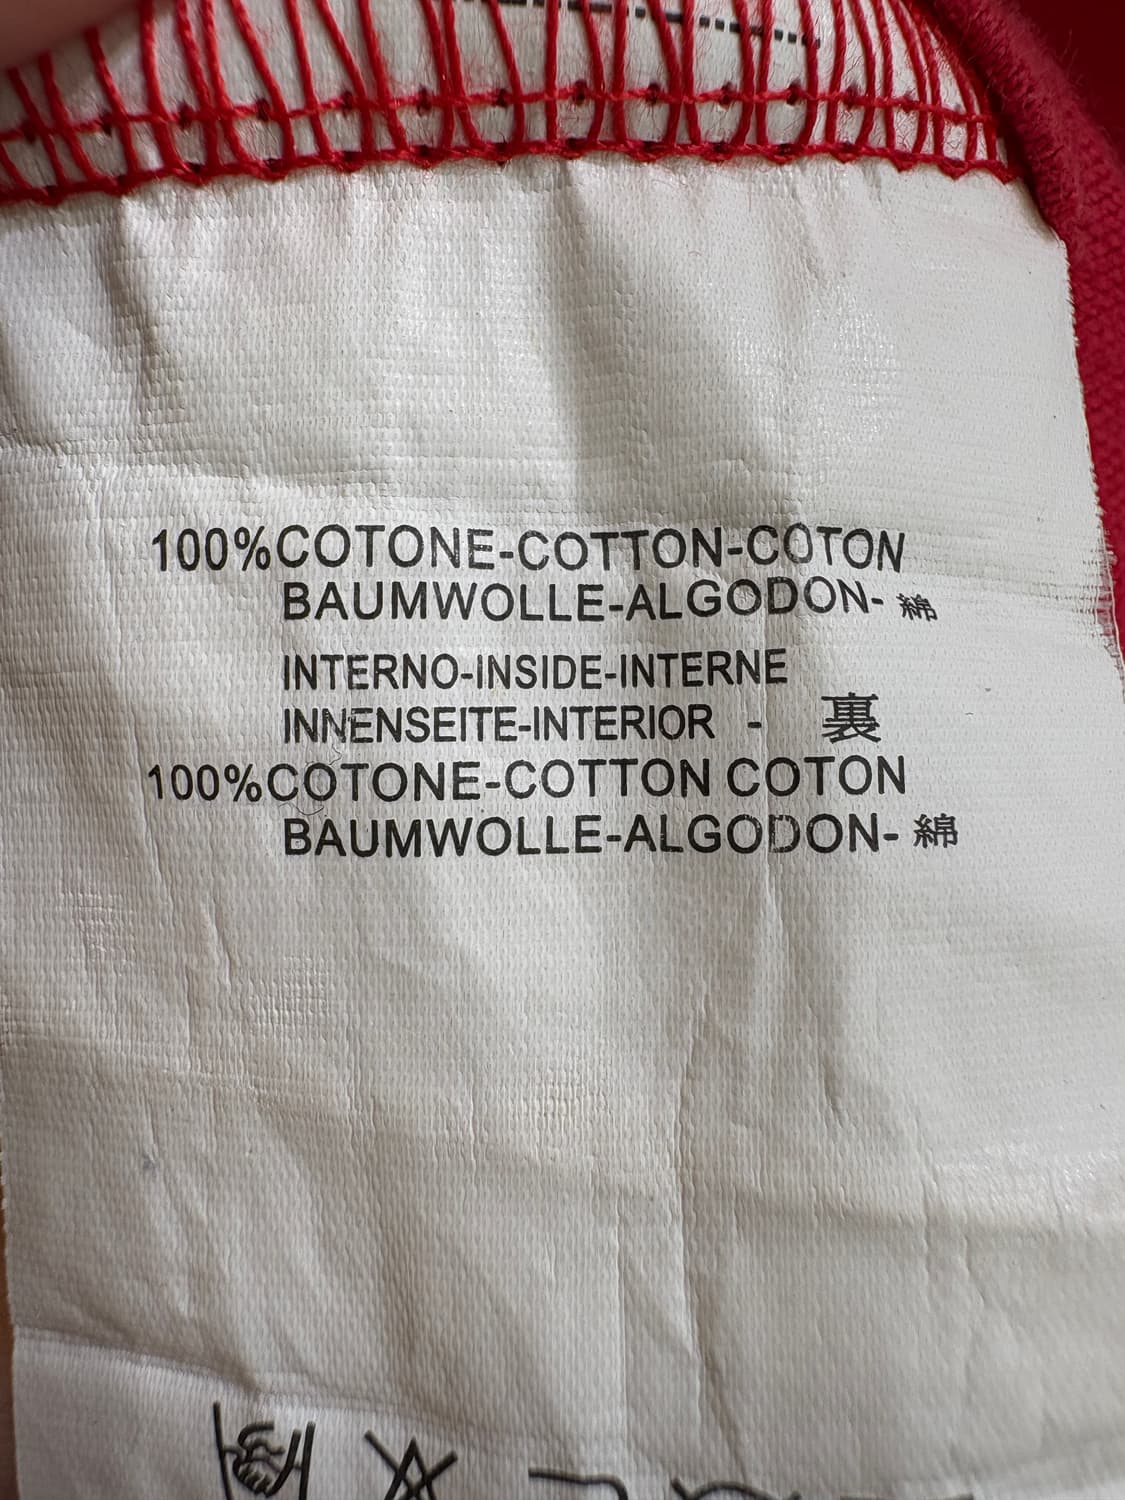 100%COTONE-COTTON-COTON
BAUMWOLLE-ALGODON- 綿
INTERNO-INSIDE-INTERNE
INNENSEITE-INTERIOR - 裏
100%COTONE-COTTON COTON
BAUMWOLLE-ALGODON- 綿